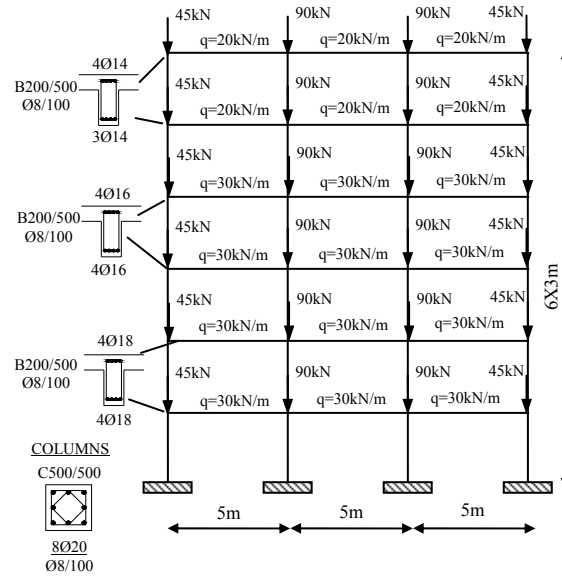 45kN 90kN 90kN 45kN
4Ø14 q=20kN/m q=20kN/m q=20kN/m
B200/500 45kN 90kN 90kN 45kN
Ø8/100 q=20kN/m q=20kN/m q=20kN/m
3Ø14
45kN 90kN 90kN 45kN
4Ø16 q=30kN/m q=30kN/m q=30kN/m
B200/500 45kN 90kN 90kN 45kN
Ø8/100 q=30kN/m q=30kN/m q=30kN/m
4Ø16
6X3m
45kN 90kN 90kN 45kN
4Ø18 q=30kN/m q=30kN/m q=30kN/m
B200/500 45kN 90kN 90kN 45kN
Ø8/100 q=30kN/m q=30kN/m q=30kN/m
4Ø18
COLUMNS
C500/500
8Ø20
Ø8/100
5m 5m 5m